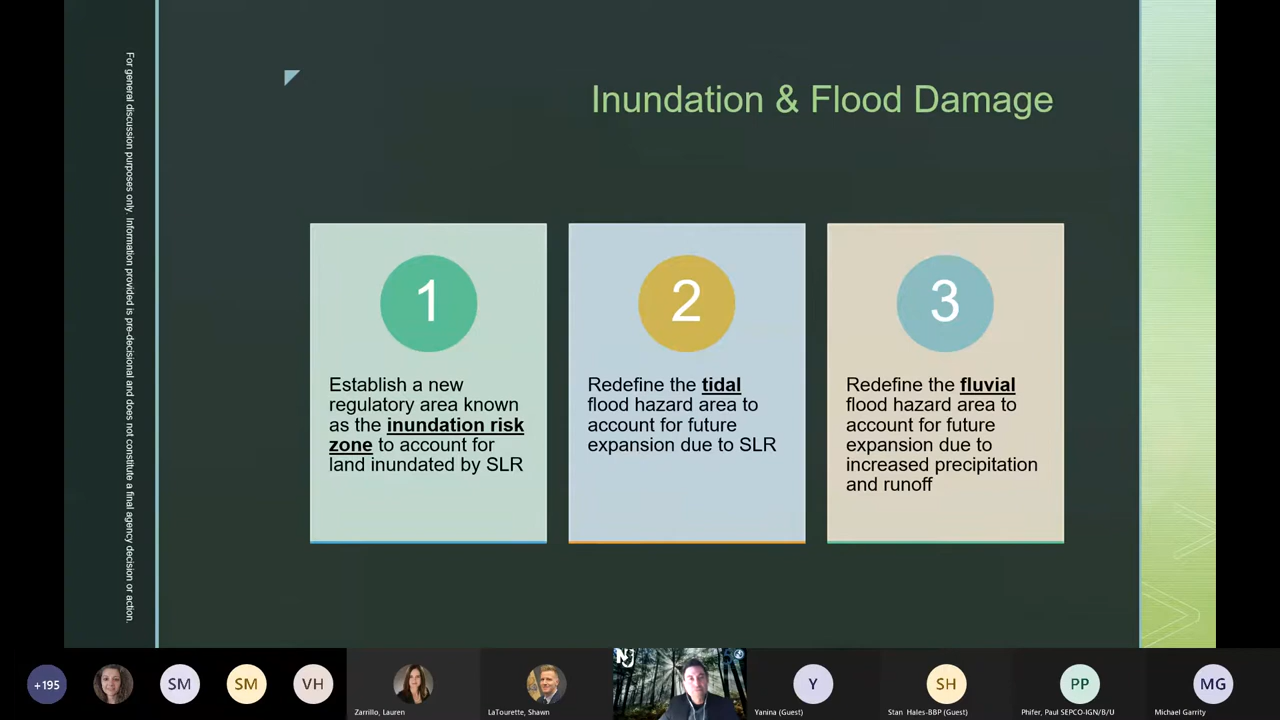 For general discussion purposes only. Information provided is pre-decisional and does not constitute a final agency decision or action.
Inundation & Flood Damage
1
Establish a new
regulatory area known
as the inundation risk
zone to account for
land inundated by SLR
2
Redefine the tidal
flood hazard area to
account for future
expansion due to SLR
3
Redefine the fluvial
flood hazard area to
account for future
expansion due to
increased precipitation
and runoff
+195
SM
SM
VH
Zarrillo, Lauren
LaTourette, Shawn
NJ
Y
Yanina (Guest)
SH
Stan Hales-BBP (Guest)
PP
Phifer, Paul SEPCO-IGN/B/U
MG
Michael Garrity